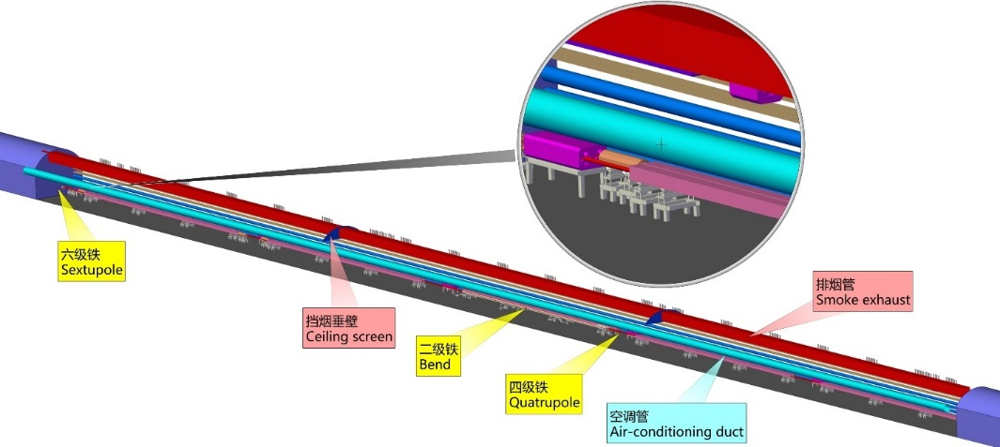 六级铁
Sextupole
挡烟垂壁
Ceiling screen
二级铁
Bend
四级铁
Quatrupole
空调管
Air-conditioning duct
排烟管
Smoke exhaust